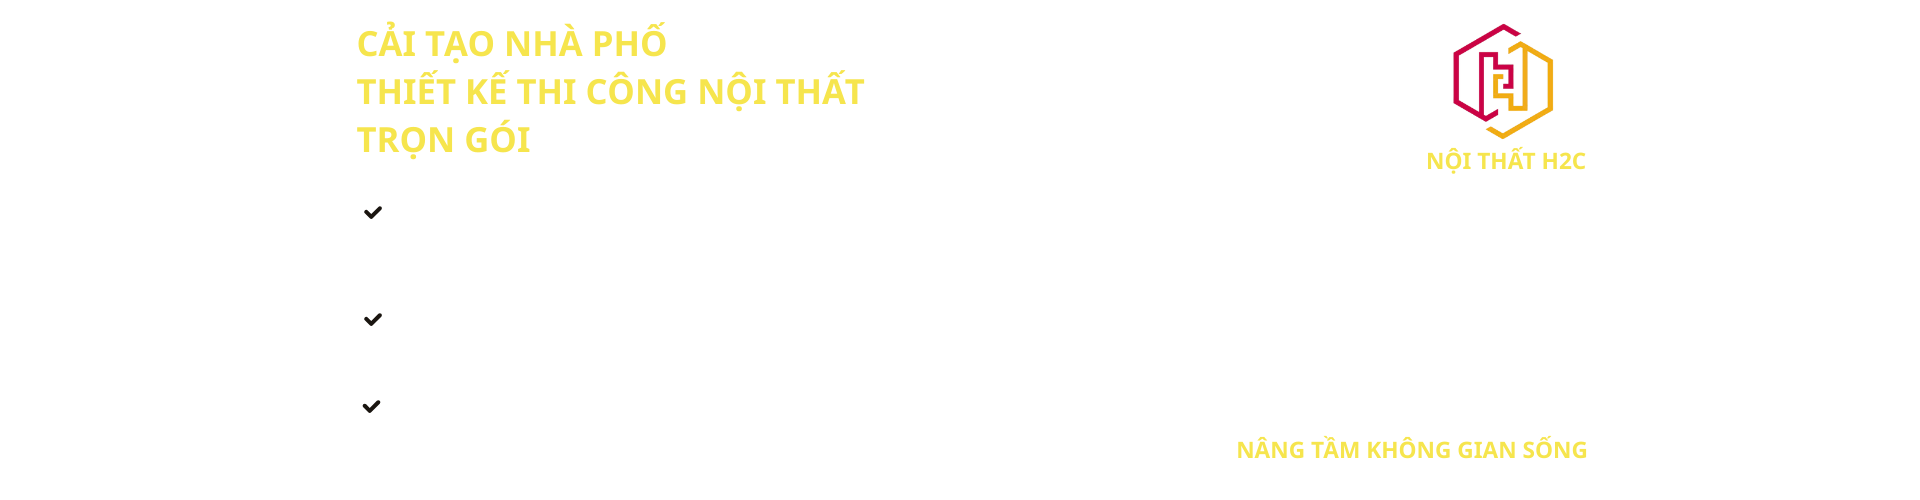 CẢI TẠO NHÀ PHỐ
THIẾT KẾ THI CÔNG NỘI THẤT
TRỌN GÓI
NỘI THẤT H2C
NÂNG TẦM KHÔNG GIAN SỐNG